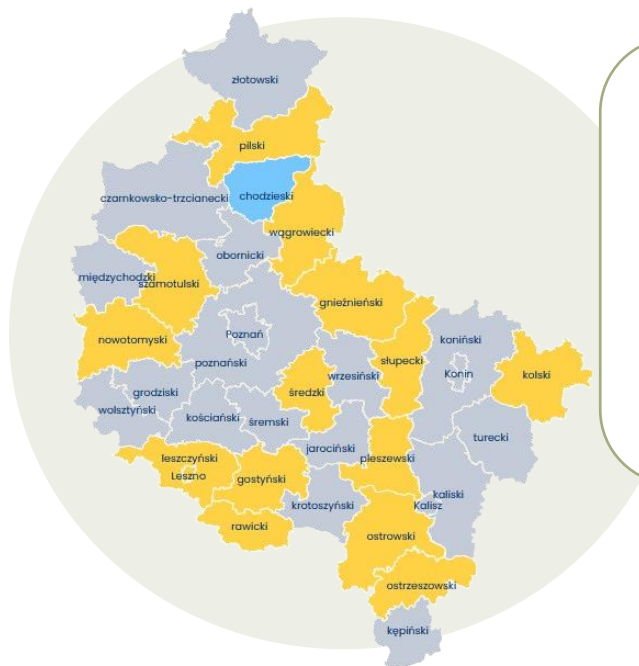 złotowski
pilski
chodzieski
czarnkowsko-trzcianecki
wągrowiecki
obornicki
międzychodzki
szamotulski
gnieźnieński
Poznań
nowotomyski
koniński
słupecki
poznański
wrzesiński
Konin
kolski
grodziski
średzki
wolsztyński
kościański
śremski
turecki
jarociński
leszczyński
pleszewski
Leszno
gostyński
kaliski
krotoszyński
Kalisz
rawicki
ostrowski
ostrzeszowski
kępiński